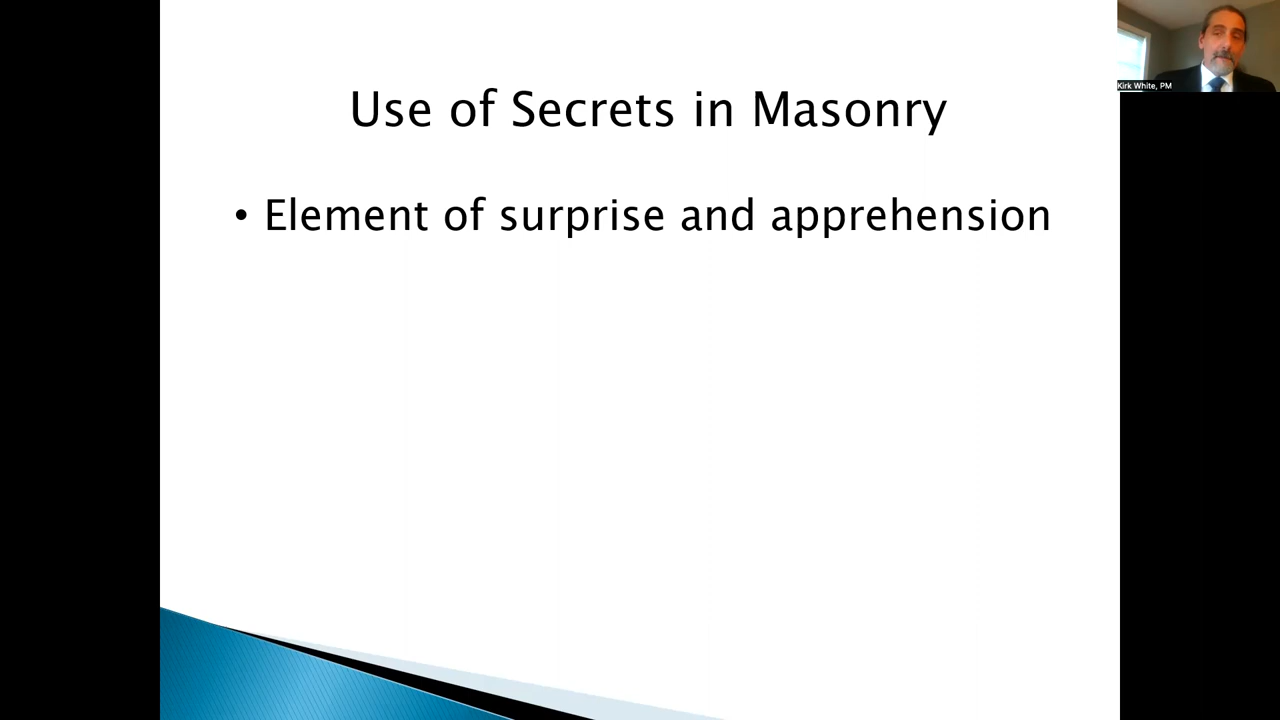 Use of Secrets in Masonry
• Element of surprise and apprehension
Kirk White, PM